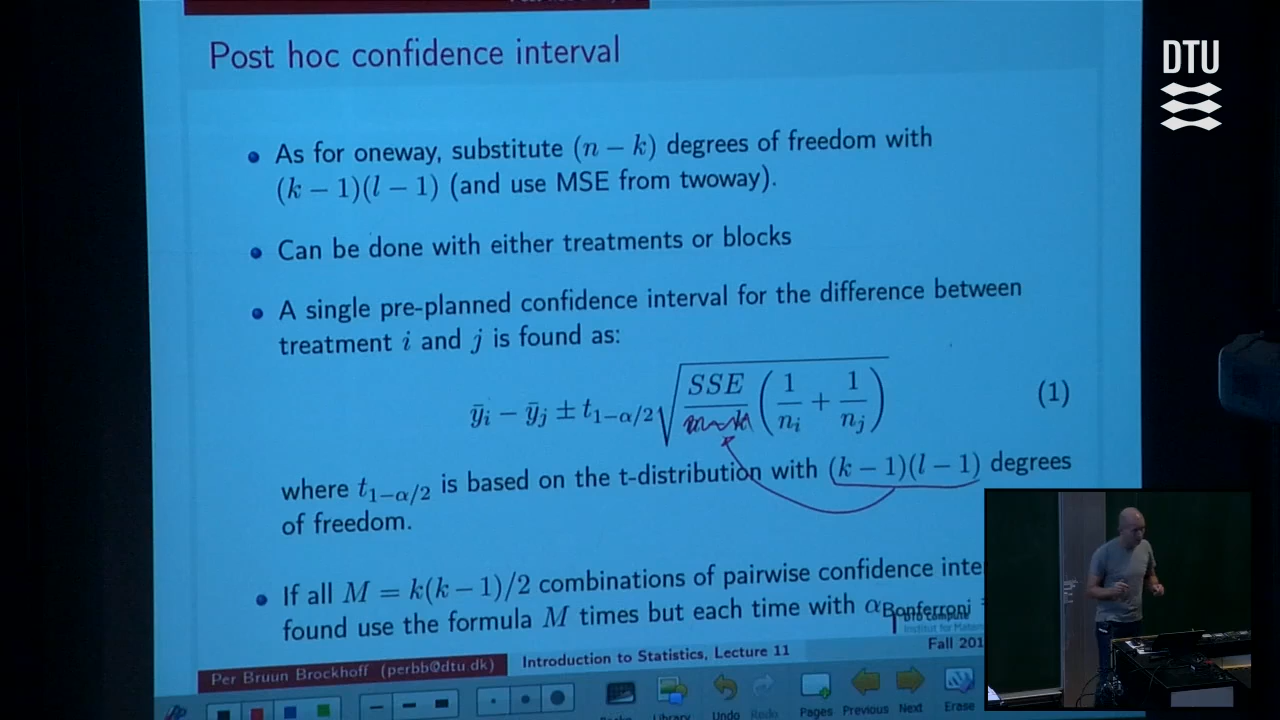 Post hoc confidence interval
DTU
As for oneway, substitute (n − k) degrees of freedom with
(k − 1)(l − 1) (and use MSE from twoway).
Can be done with either treatments or blocks
A single pre-planned confidence interval for the difference between
treatment i and j is found as:
ȳi − ȳj ± t1−α/2 √ SSE/ (1/ni + 1/nj) (1)
where t1−α/2 is based on the t-distribution with (k − 1)(l − 1) degrees
of freedom.
If all M = k(k − 1)/2 combinations of pairwise confidence inte
found use the formula M times but each time with αBonferroni
DTU Compute
Per Bruun Brockhoff (perbb@dtu.dk) Introduction to Statistics, Lecture 11 Fall 201
Library Undo Redo Pages Previous Next Erase